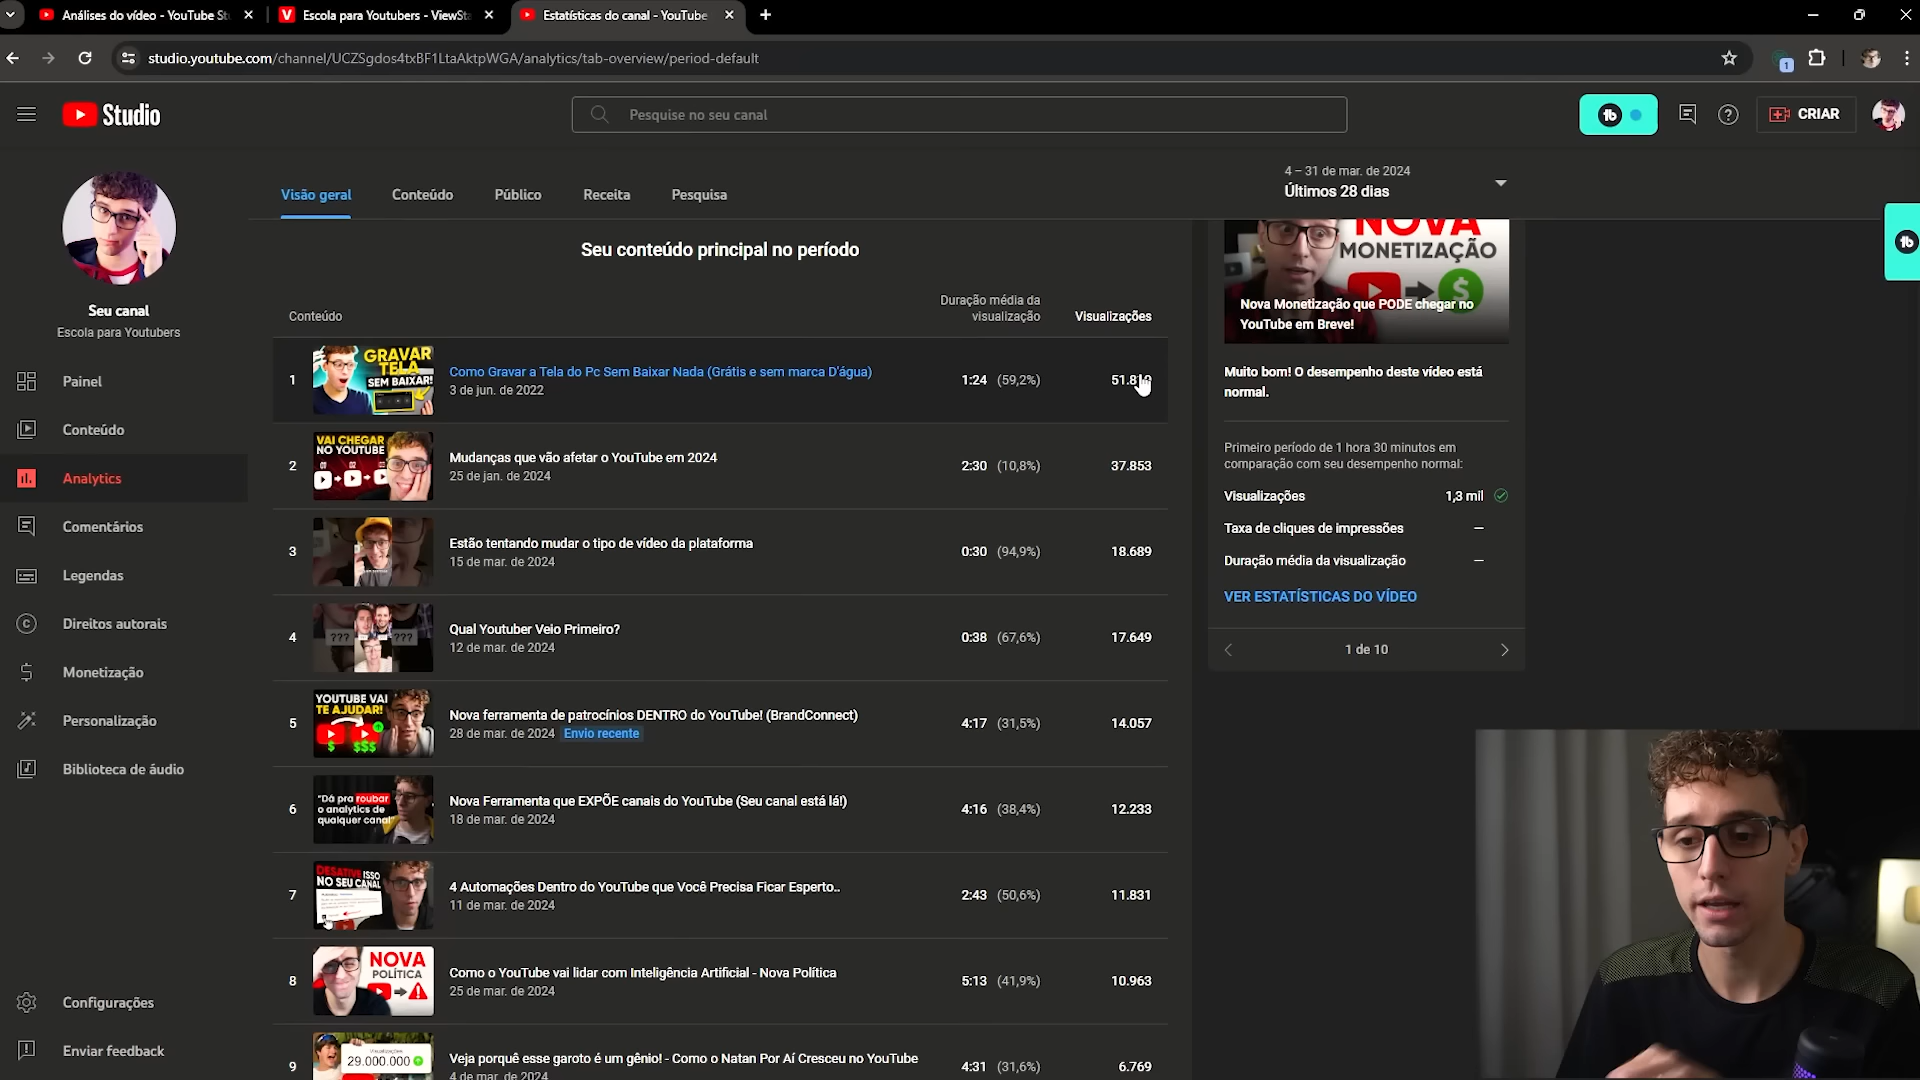 Análises do vídeo - YouTube St
Escola para Youtubers - ViewSta
Estatísticas do canal - YouTube
studio.youtube.com/channel/UCZSgdos4txBF1LtaAktpWGA/analytics/tab-overview/period-default
1
Studio
Pesquise no seu canal
CRIAR
Seu canal
Escola para Youtubers
Painel
Conteúdo
Analytics
Comentários
Legendas
Direitos autorais
Monetização
Personalização
Biblioteca de áudio
Configurações
Enviar feedback
Visão geral
Conteúdo
Público
Receita
Pesquisa
4 – 31 de mar. de 2024
Últimos 28 dias
Seu conteúdo principal no período
Conteúdo
Duração média da
visualização
Visualizações
1
GRAVAR
TELA
SEM BAIXAR!
Como Gravar a Tela do Pc Sem Baixar Nada (Grátis e sem marca D'água)
3 de jun. de 2022
1:24 (59,2%)
2
VAI CHEGAR
NO YOUTUBE
01 02 03
Mudanças que vão afetar o YouTube em 2024
25 de jan. de 2024
2:30 (10,8%)
37.853
3
Estão tentando mudar o tipo de vídeo da plataforma
15 de mar. de 2024
0:30 (94,9%)
18.689
4
??? ???
Qual Youtuber Veio Primeiro?
12 de mar. de 2024
0:38 (67,6%)
17.649
5
YOUTUBE VAI
TE AJUDAR!
$ $$$
Nova ferramenta de patrocínios DENTRO do YouTube! (BrandConnect)
28 de mar. de 2024 Envio recente
4:17 (31,5%)
14.057
6
"Dá pra roubar
o analytics de
qualquer canal"
Nova Ferramenta que EXPÕE canais do YouTube (Seu canal está lá!)
18 de mar. de 2024
4:16 (38,4%)
12.233
7
DESATIVE ISSO
NO SEU CANAL
4 Automações Dentro do YouTube que Você Precisa Ficar Esperto..
11 de mar. de 2024
2:43 (50,6%)
11.831
8
NOVA
POLÍTICA
Como o YouTube vai lidar com Inteligência Artificial - Nova Política
25 de mar. de 2024
5:13 (41,9%)
10.963
9
29.000.000
Veja porquê esse garoto é um gênio! - Como o Natan Por Aí Cresceu no YouTube
4 de mar. de 2024
4:31 (31,6%)
6.769
NOVA
MONETIZAÇÃO
$
Nova Monetização que PODE chegar no
YouTube em Breve!
Muito bom! O desempenho deste vídeo está
normal.
Primeiro período de 1 hora 30 minutos em
comparação com seu desempenho normal:
Visualizações 1,3 mil
Taxa de cliques de impressões —
Duração média da visualização —
VER ESTATÍSTICAS DO VÍDEO
1 de 10